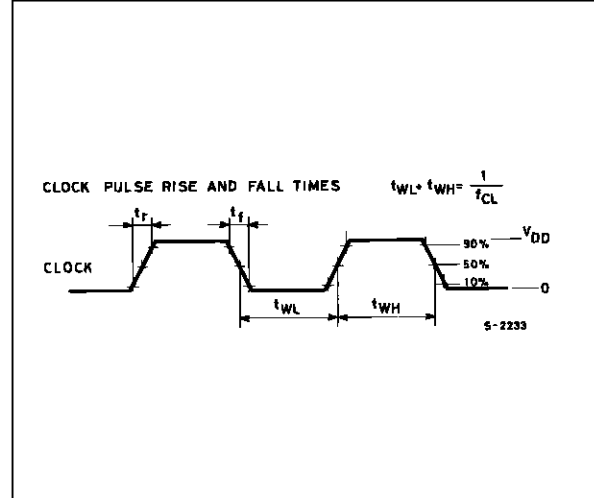 CLOCK PULSE RISE AND FALL TIMES
tWL+ tWH= 1/fCL
tr
tf
VDD
90%
CLOCK
50%
10%
0
tWL
tWH
S-2233